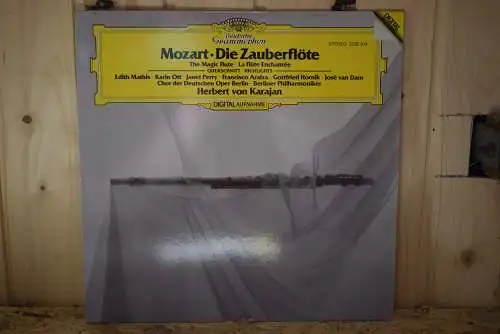 Deutsche
Grammophon
DIGITAL
STEREO 2532 001
Mozart · Die Zauberflöte
The Magic Flute · La Flûte Enchantée
QUERSCHNITT · HIGHLIGHTS
Edith Mathis · Karin Ott · Janet Perry · Francisco Araiza · Gottfried Hornik · José van Dam
Chor der Deutschen Oper Berlin · Berliner Philharmoniker
Herbert von Karajan
DIGITAL AUFNAHME